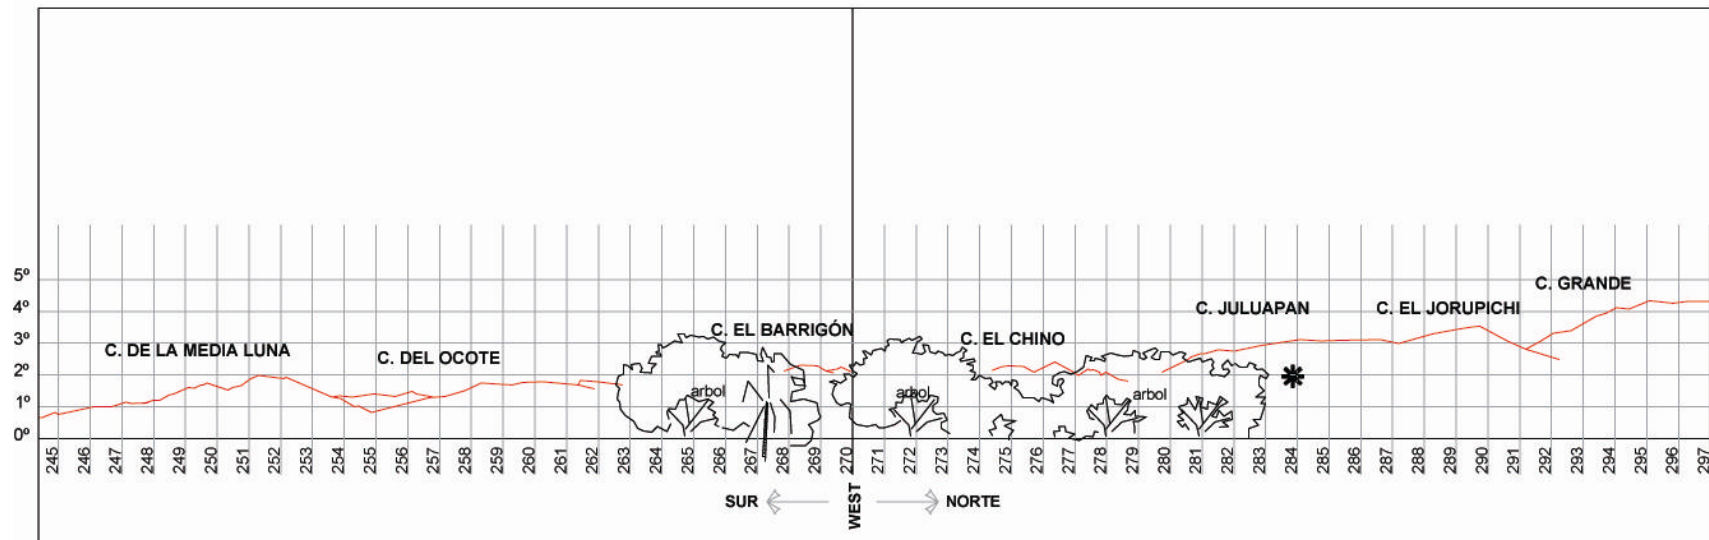 C. GRANDE
5º
4º
C. JULUAPAN
C. EL JORUPICHI
3º
C. EL BARRIGÓN
C. EL CHINO
C. DE LA MEDIA LUNA
C. DEL OCOTE
2º
arbol
arbol
arbol
1º
0º
245 246 247 248 249 250 251 252 253 254 255 256 257 258 259 260 261 262 263 264 265 266 267 268 269 270 271 272 273 274 275 276 277 278 279 280 281 282 283 284 285 286 287 288 289 290 291 292 293 294 295 296 297
SUR
WEST
NORTE